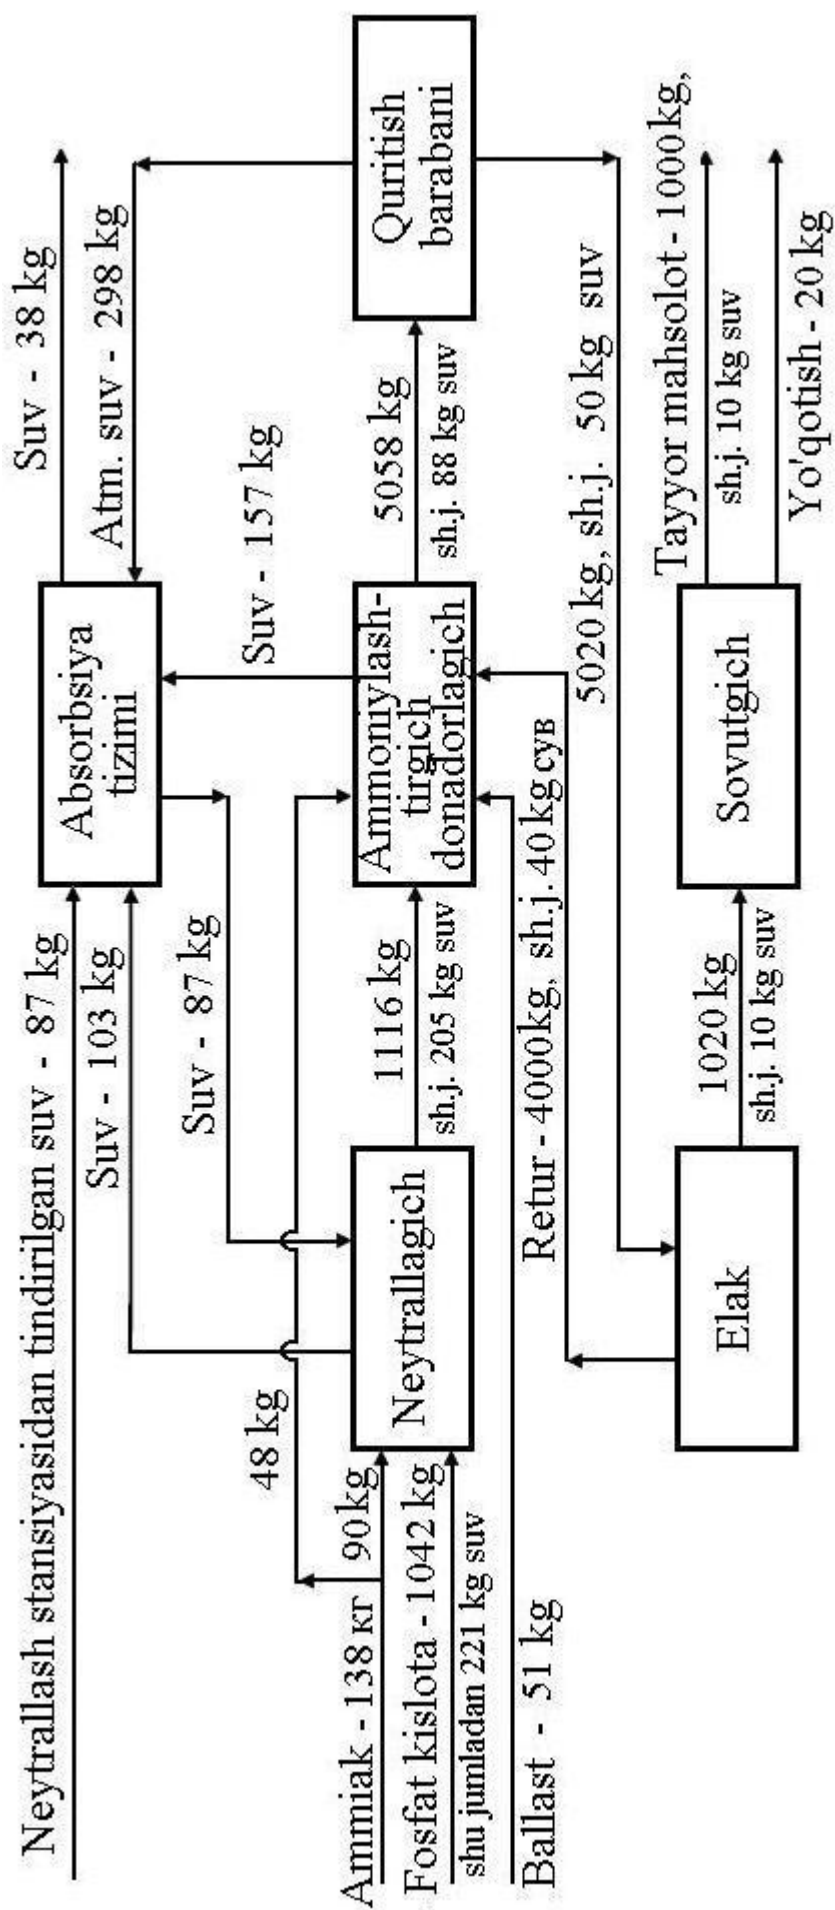 Neytrallash stansiyasidan tindirilgan suv - 87 kg
Suv - 103 kg
Suv - 87 kg
Absorbsiya
tizimi
Suv - 38 kg
Atm. suv - 298 kg
Suv - 157 kg
48 kg
Ammiak - 138 кг
90 kg
Fosfat kislota - 1042 kg
shu jumladan 221 kg suv
Ballast - 51 kg
Neytrallagich
1116 kg
sh.j. 205 kg suv
Ammoniylash-
tirgich
donadorlagich
5058 kg
sh.j. 88 kg suv
Quritish
barabani
Retur - 4000kg, sh.j. 40 kg сув
5020 kg, sh.j. 50 kg suv
Elak
1020 kg
sh.j. 10 kg suv
Sovutgich
Tayyor mahsolot - 1000kg,
sh.j. 10 kg suv
Yo'qotish - 20 kg